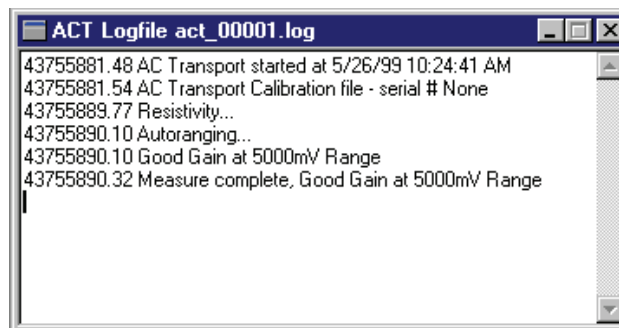 ACT Logfile act_00001.log
43755881.48 AC Transport started at 5/26/99 10:24:41 AM
43755881.54 AC Transport Calibration file - serial # None
43755889.77 Resistivity...
43755890.10 Autoranging...
43755890.10 Good Gain at 5000mV Range
43755890.32 Measure complete, Good Gain at 5000mV Range